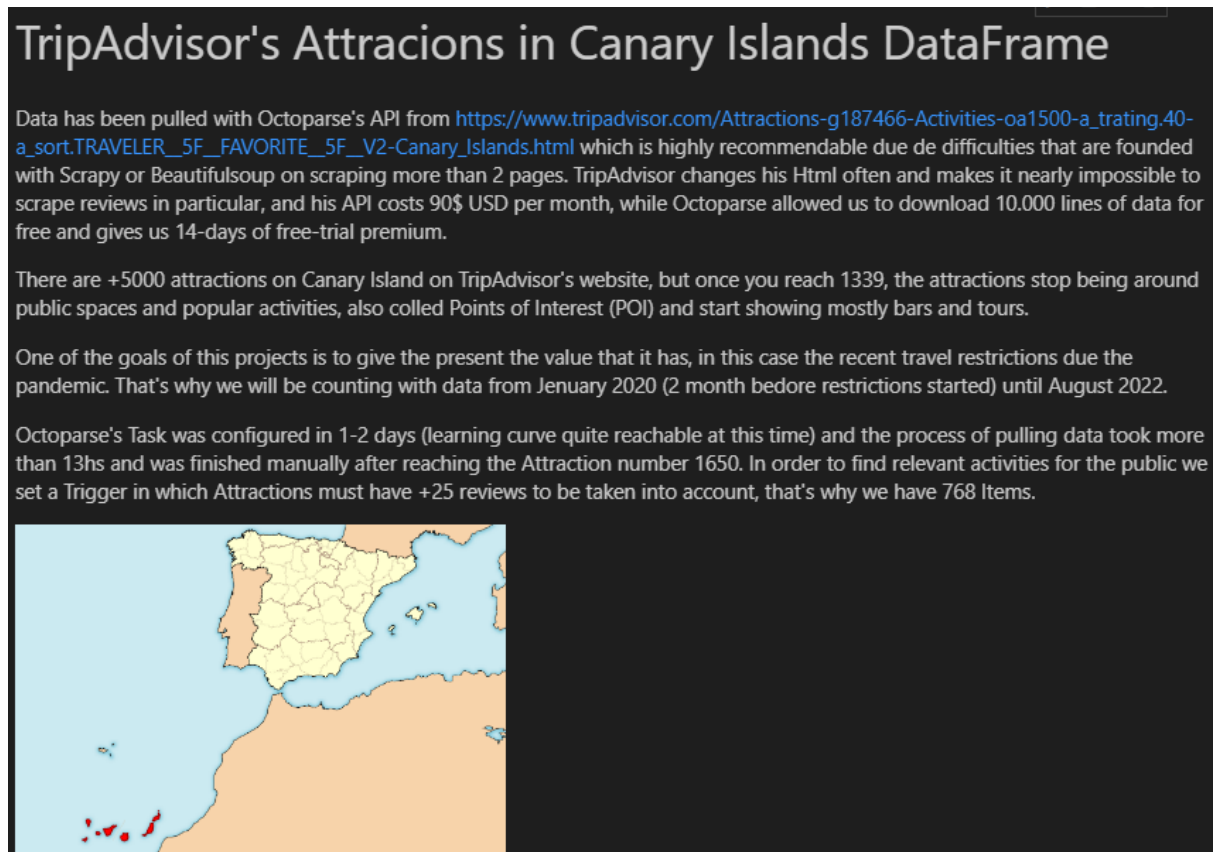 TripAdvisor's Attracions in Canary Islands DataFrame
Data has been pulled with Octoparse's API from https://www.tripadvisor.com/Attractions-g187466-Activities-oa1500-a_trating.40-
a_sort.TRAVELER__5F__FAVORITE__5F__V2-Canary_Islands.html which is highly recommendable due de difficulties that are founded
with Scrapy or Beautifulsoup on scraping more than 2 pages. TripAdvisor changes his Html often and makes it nearly impossible to
scrape reviews in particular, and his API costs 90$ USD per month, while Octoparse allowed us to download 10.000 lines of data for
free and gives us 14-days of free-trial premium.
There are +5000 attractions on Canary Island on TripAdvisor's website, but once you reach 1339, the attractions stop being around
public spaces and popular activities, also colled Points of Interest (POI) and start showing mostly bars and tours.
One of the goals of this projects is to give the present the value that it has, in this case the recent travel restrictions due the
pandemic. That's why we will be counting with data from Jenuary 2020 (2 month bedore restrictions started) until August 2022.
Octoparse's Task was configured in 1-2 days (learning curve quite reachable at this time) and the process of pulling data took more
than 13hs and was finished manually after reaching the Attraction number 1650. In order to find relevant activities for the public we
set a Trigger in which Attractions must have +25 reviews to be taken into account, that's why we have 768 Items.